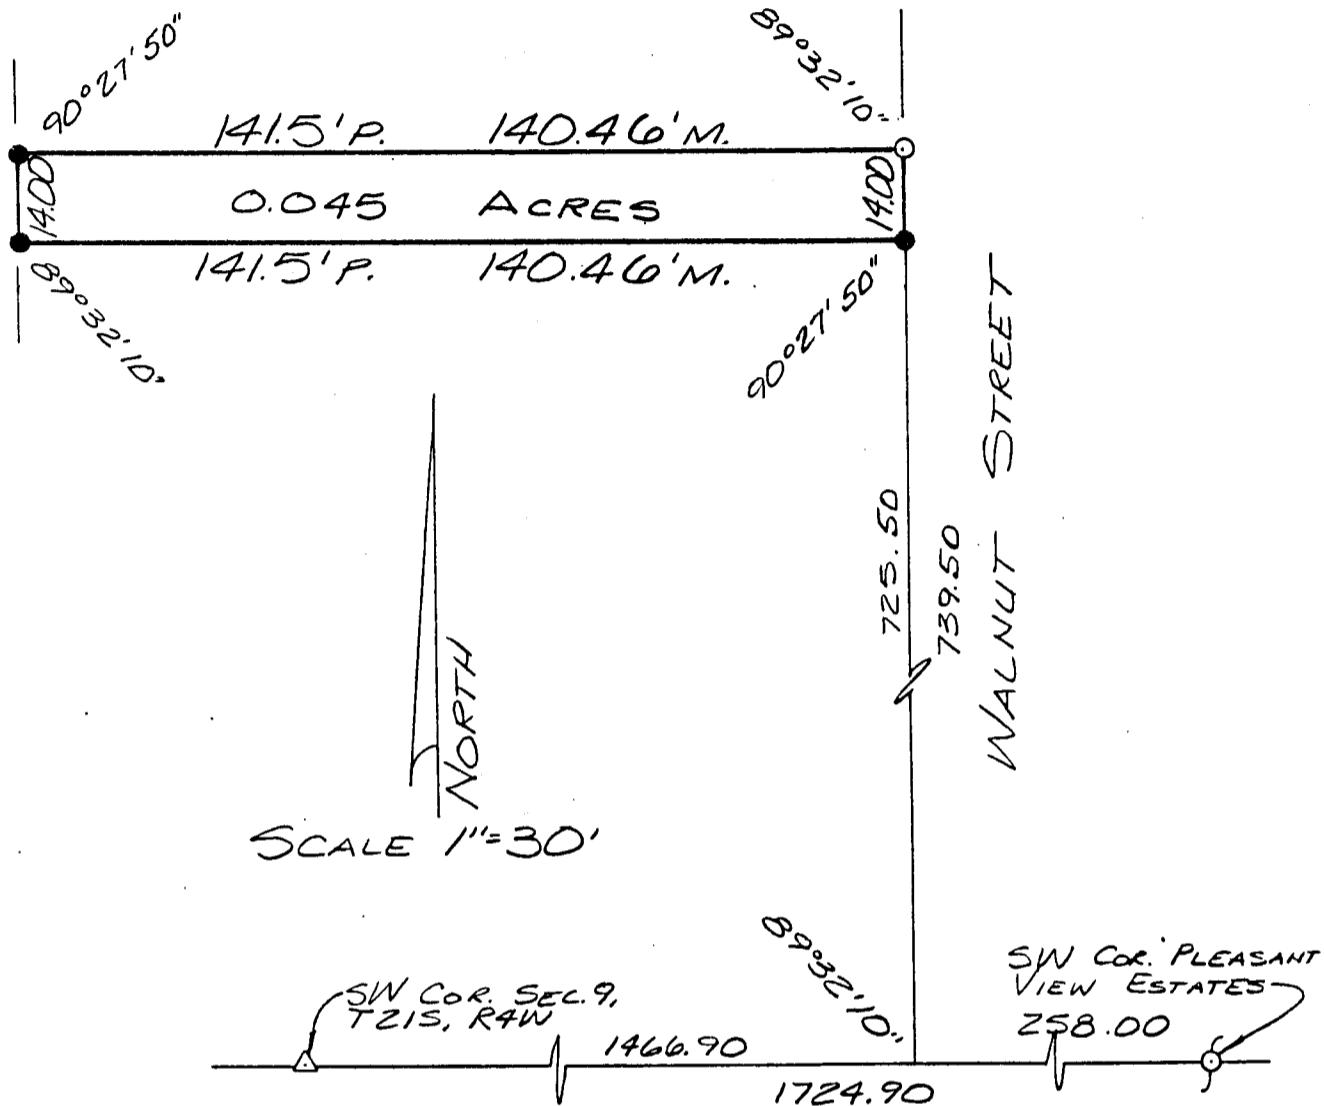 90°27'50"
89°32'10"
141.5'P. 140.46'M.
14.00
0.045 ACRES
14.00
141.5'P. 140.46'M.
89°32'10"
90°27'50"
725.50
739.50
WALNUT STREET
NORTH
SCALE 1"=30'
89°32'10"
SW COR. SEC. 9,
T21S, R4W
SW COR. PLEASANT
VIEW ESTATES
258.00
1466.90
1724.90